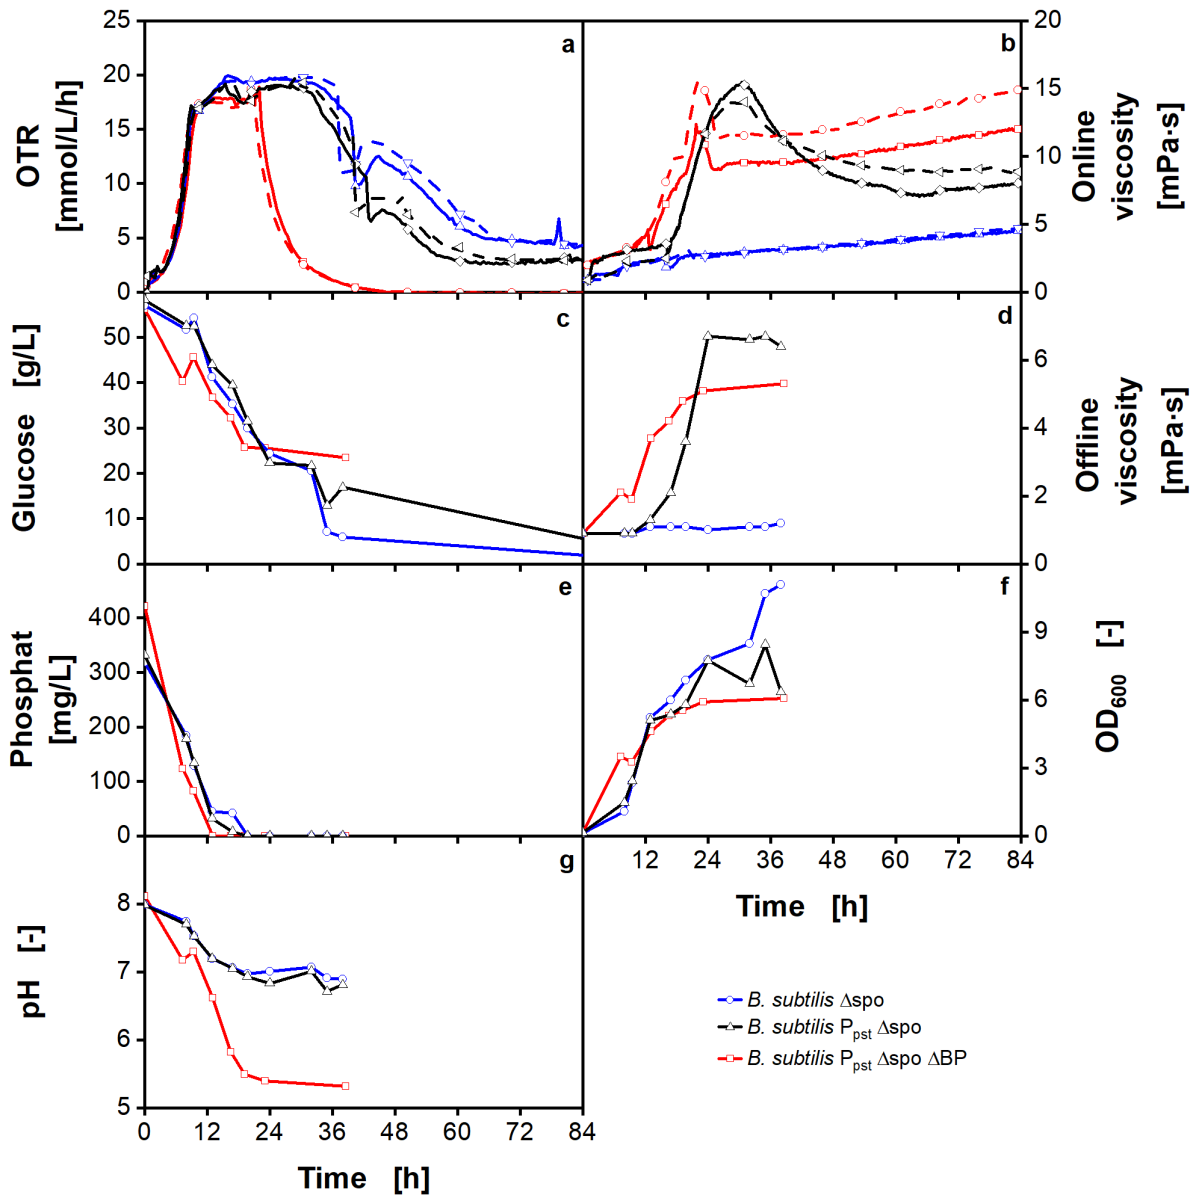 25
20
15
10
5
0
OTR
[mmol/L/h]
a
b
20
15
10
5
0
Online
viscosity
[mPa·s]
50
40
30
20
10
0
Glucose [g/L]
c
d
6
4
2
0
Offline
viscosity
[mPa·s]
400
300
200
100
0
Phosphat
[mg/L]
e
f
9
6
3
0
OD600 [-]
12 24 36 48 60 72 84
Time [h]
8
7
6
5
pH [-]
g
0 12 24 36 48 60 72 84
Time [h]
B. subtilis Δspo
B. subtilis Ppst Δspo
B. subtilis Ppst Δspo ΔBP